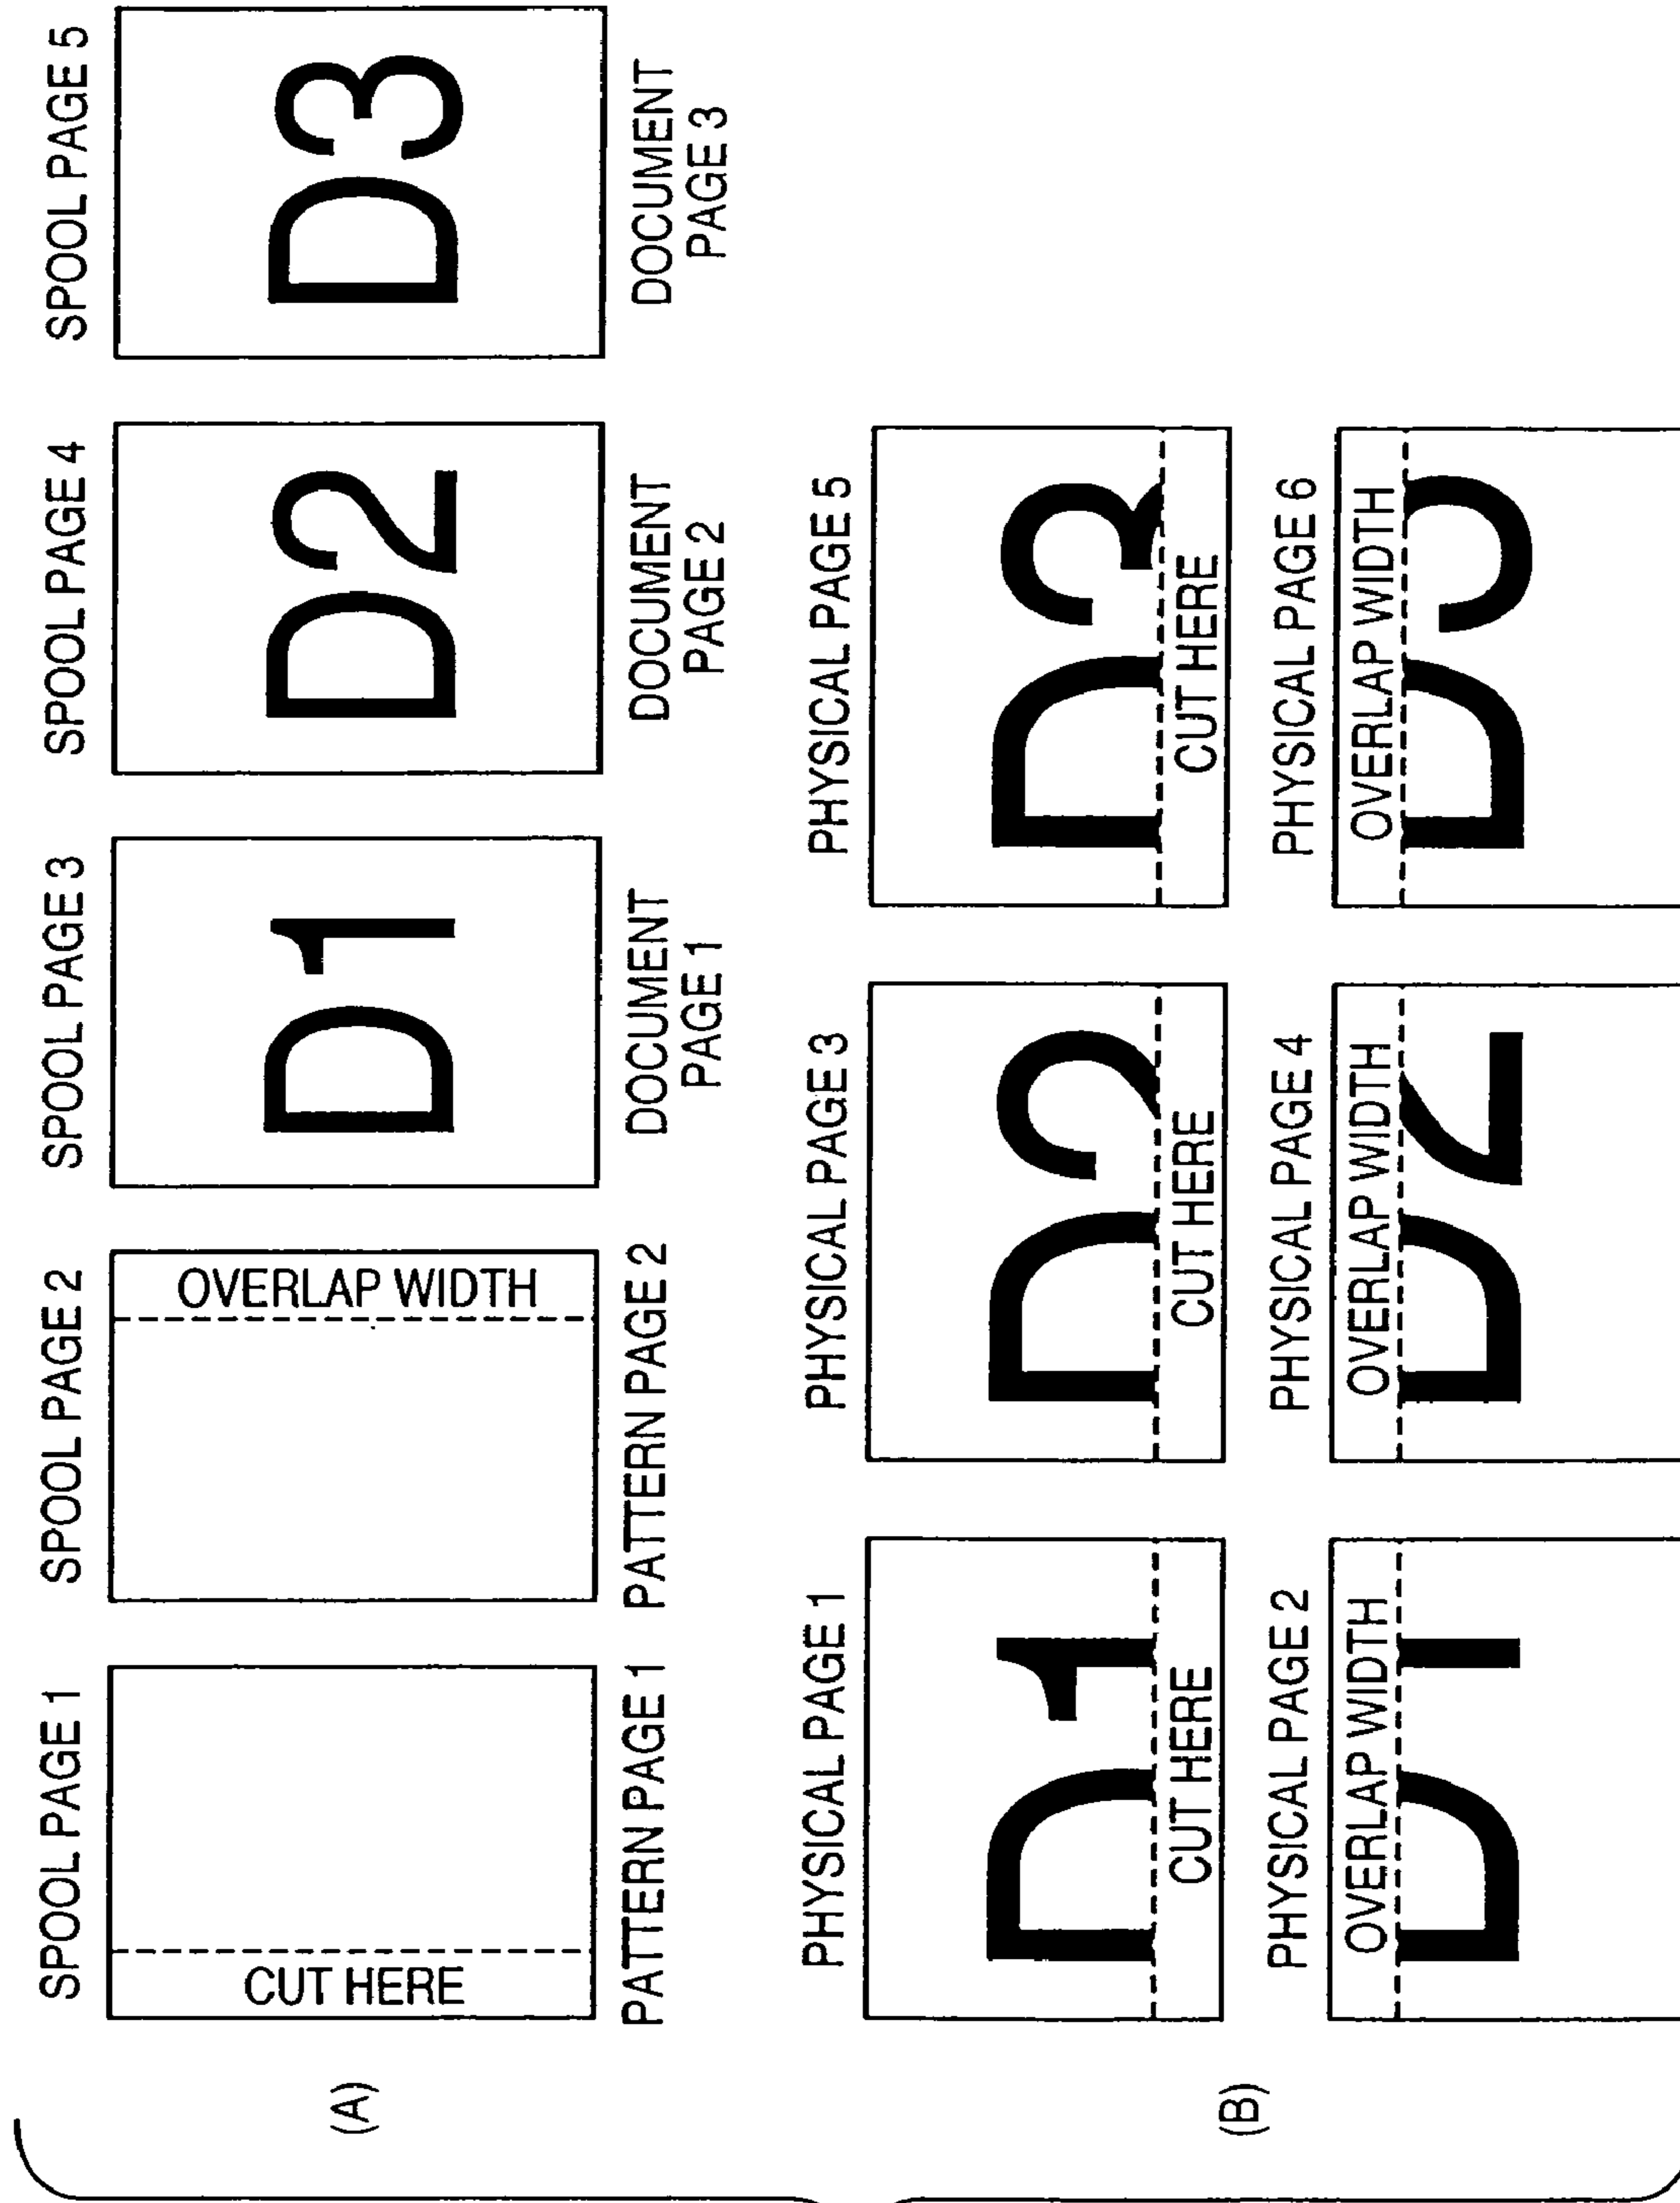 (A)
SPOOL PAGE 1
CUT HERE
PATTERN PAGE 1
SPOOL PAGE 2
OVERLAP WIDTH
PATTERN PAGE 2
SPOOL PAGE 3
D1
DOCUMENT
PAGE 1
SPOOL PAGE 4
D2
DOCUMENT
PAGE 2
SPOOL PAGE 5
D3
DOCUMENT
PAGE 3
(B)
PHYSICAL PAGE 1
D1
CUT HERE
PHYSICAL PAGE 3
D2
CUT HERE
PHYSICAL PAGE 5
D3
CUT HERE
PHYSICAL PAGE 2
OVERLAP WIDTH
D1
PHYSICAL PAGE 4
OVERLAP WIDTH
D2
PHYSICAL PAGE 6
OVERLAP WIDTH
D3